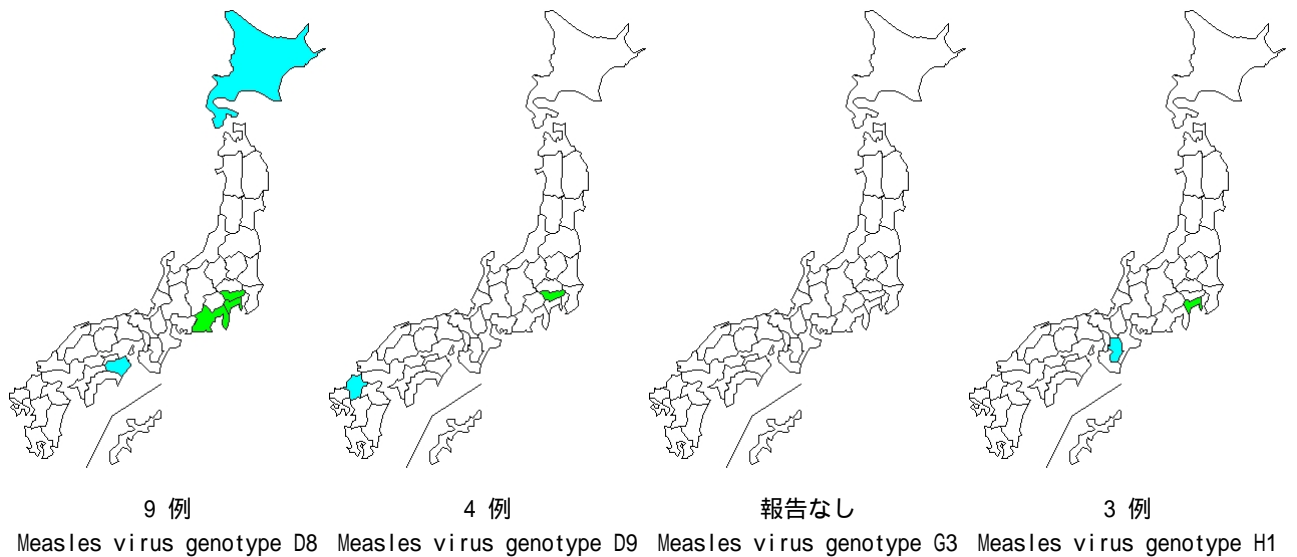 9 例 4 例 報告なし 3 例
Measles virus genotype D8 Measles virus genotype D9 Measles virus genotype G3 Measles virus genotype H1